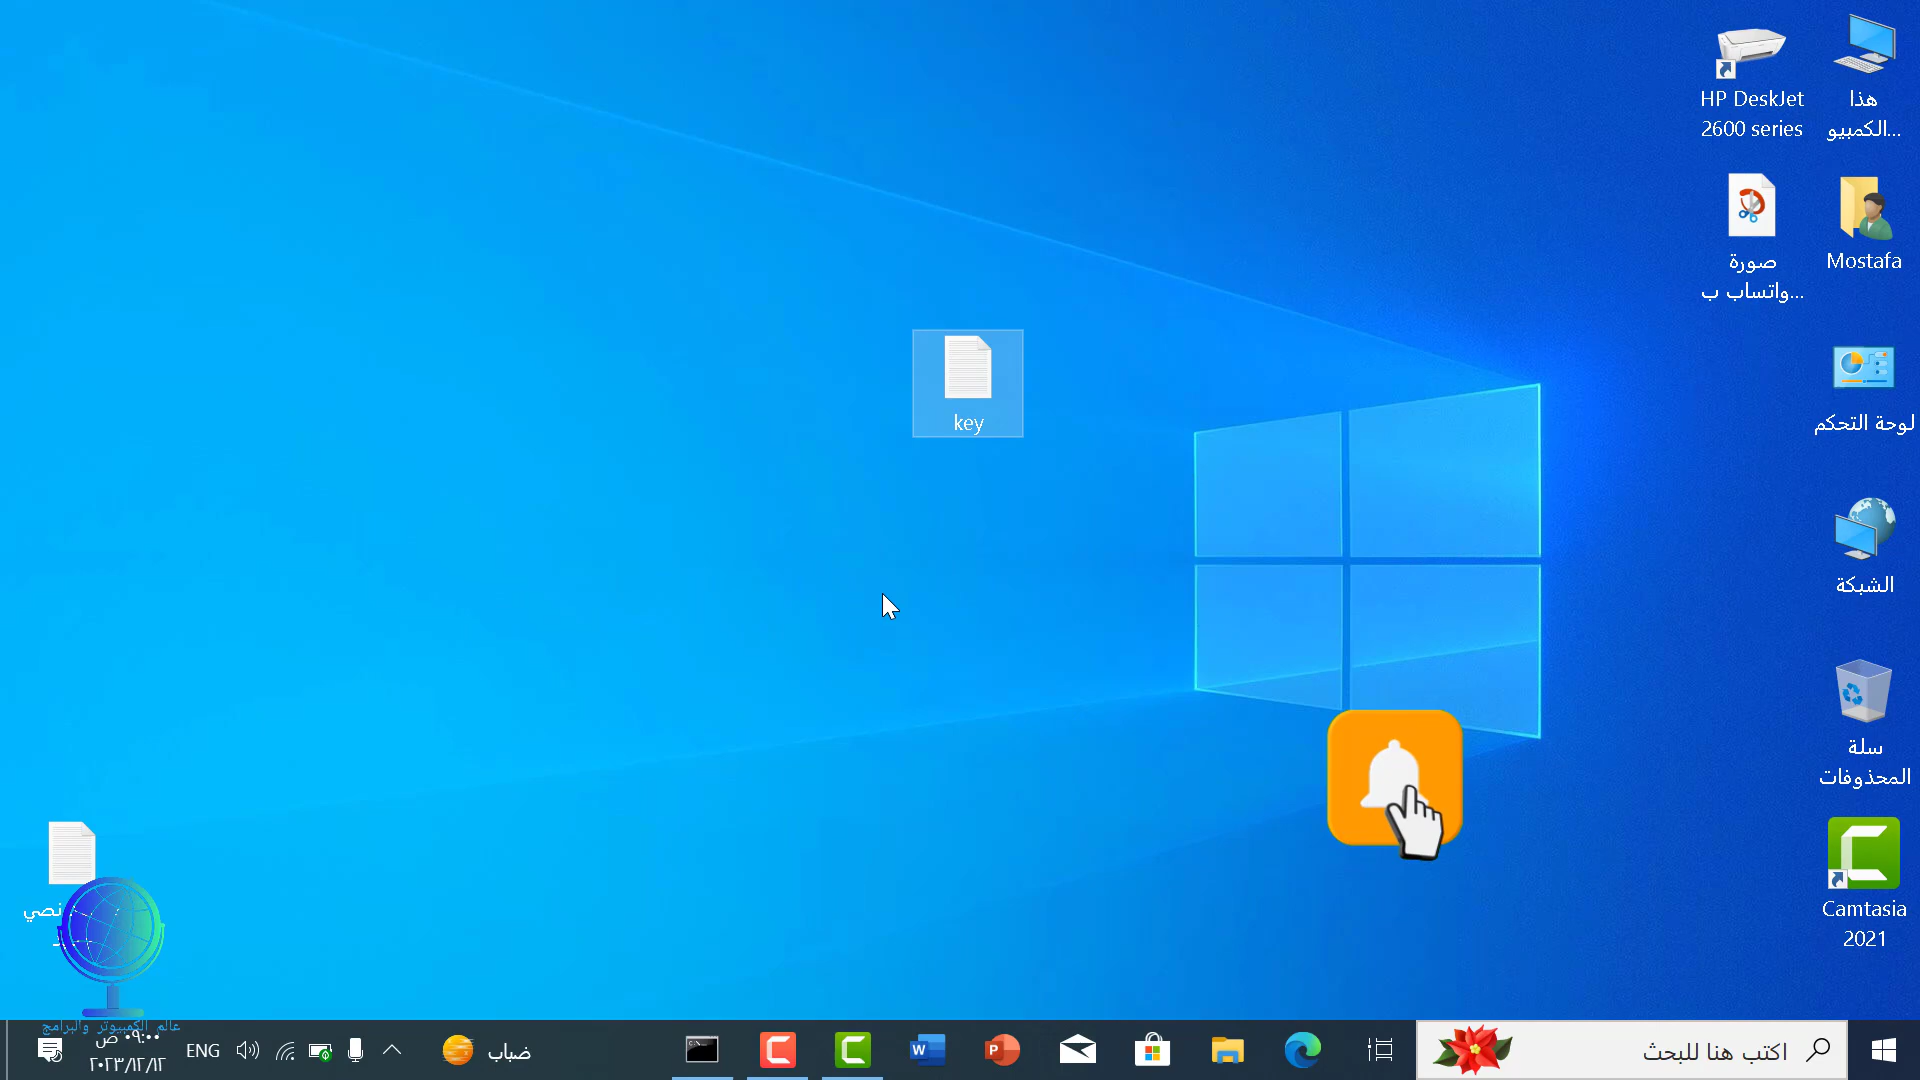 هذا
الكمبيو...
HP DeskJet
2600 series
Mostafa
صورة
واتساب ب...
لوحة التحكم
key
الشبكة
سلة
المحذوفات
Camtasia
2021
نصي
عالم الكمبيوتر والبرامج
اكتب هنا للبحث
ضباب
ENG
٠٩:٠٠ ص
٢٠٢٣/١٢/١٢